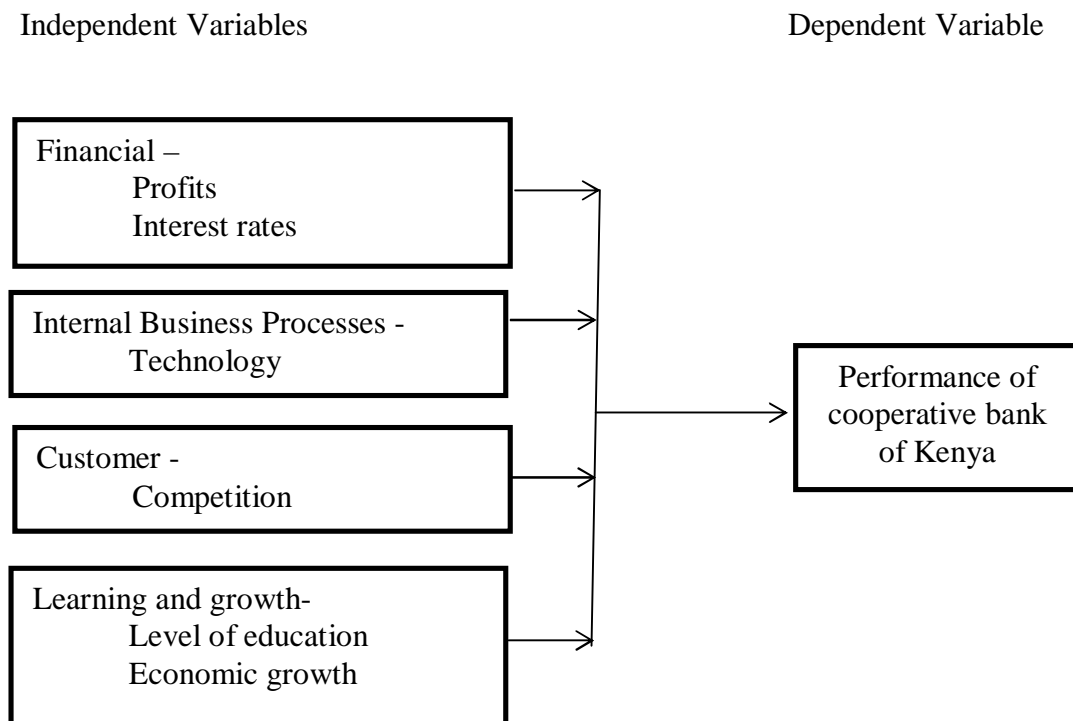 Independent Variables
Dependent Variable
Financial –
Profits
Interest rates
Internal Business Processes -
Technology
Customer -
Competition
Learning and growth-
Level of education
Economic growth
Performance of
cooperative bank
of Kenya